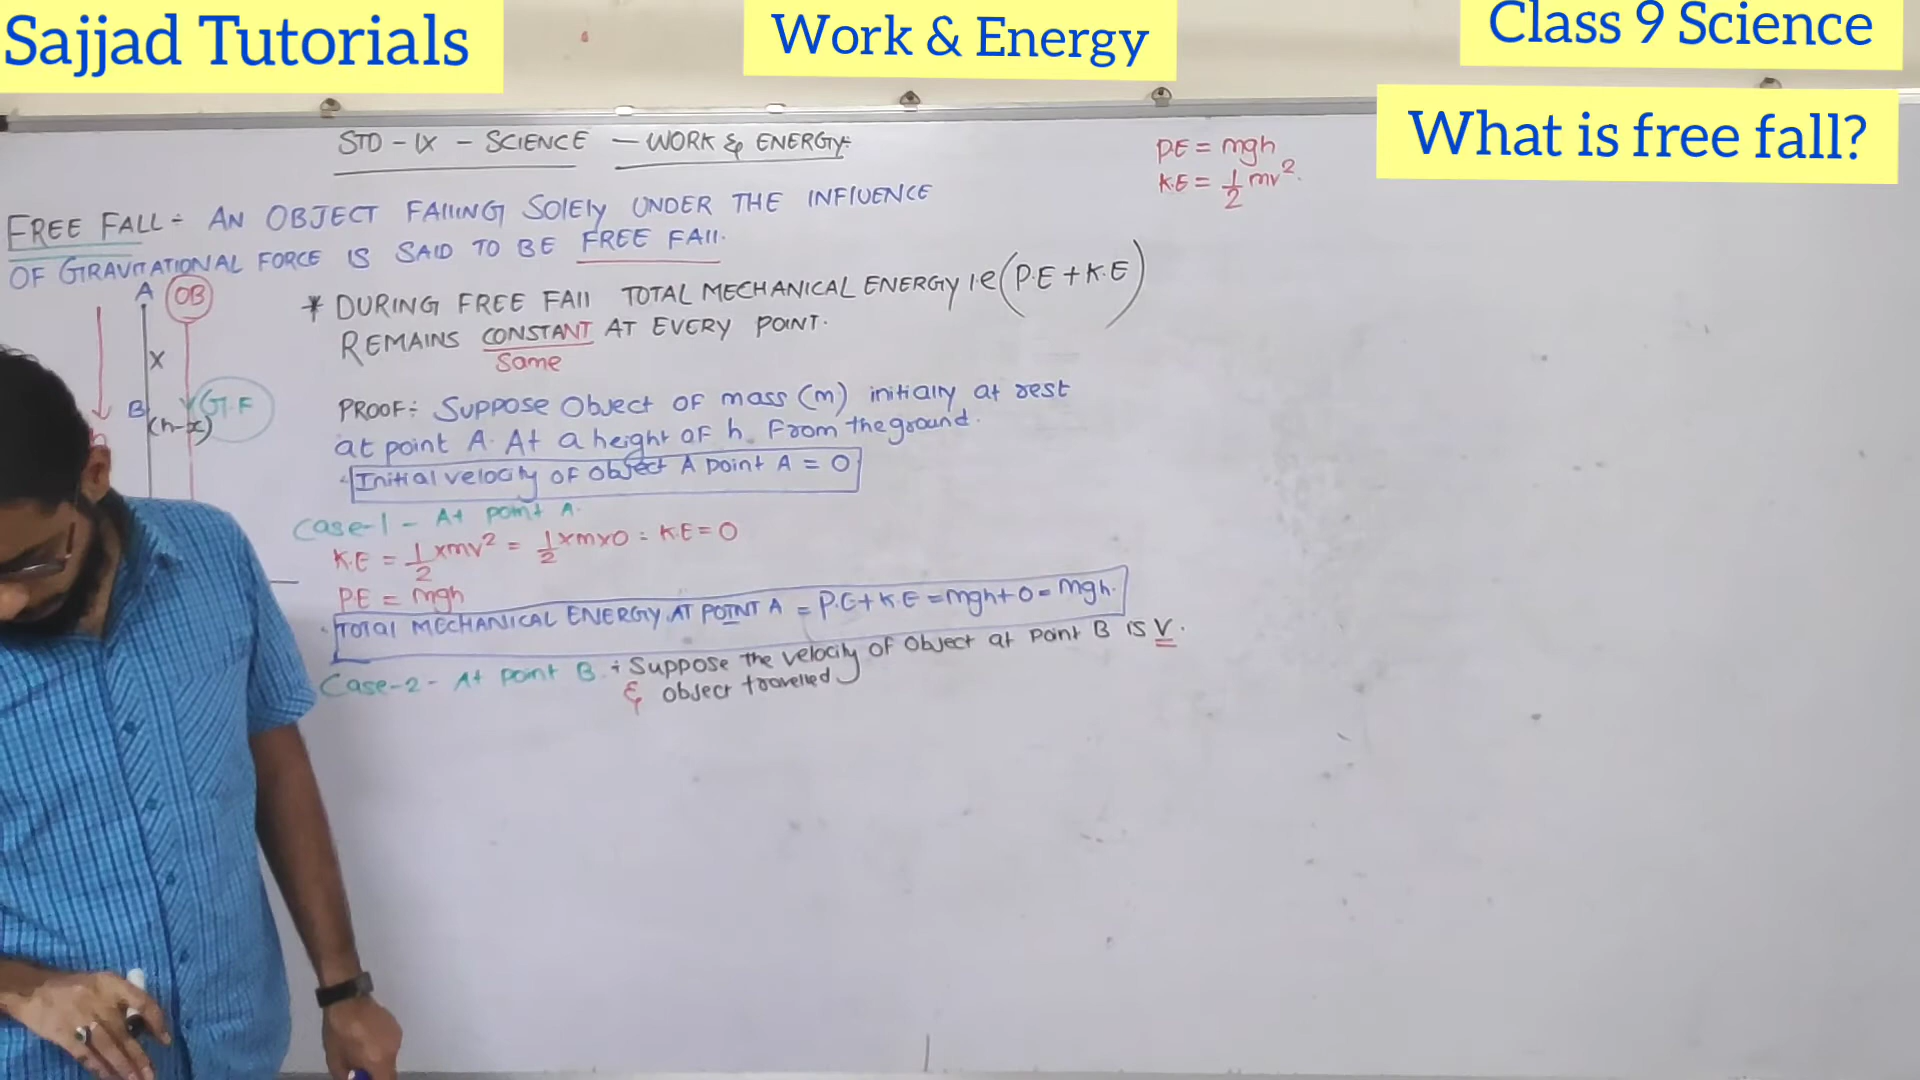 Sajjad Tutorials
Work & Energy
Class 9 Science
What is free fall?
STD - IX - SCIENCE - WORK & ENERGY:
PE = mgh
K.E = 1/2 mv².
FREE FALL :- AN OBJECT FALLING SOLELY UNDER THE INFLUENCE
OF GRAVITATIONAL FORCE IS SAID TO BE FREE FALL.
A
OB
X
B
G.F
(h-x)
h
* DURING FREE FALL TOTAL MECHANICAL ENERGY i.e (P.E + K.E)
REMAINS CONSTANT AT EVERY POINT.
Same
PROOF :- SUPPOSE Object OF mass (m) initially at rest
at point A. At a height OF h. From the ground.
Initial velocity OF Object A point A = 0
Case-1 - At point A.
K.E = 1/2 x mv² = 1/2 x m x 0 = K.E = 0
P.E = mgh
TOTAL MECHANICAL ENERGY AT POINT A = P.E + K.E = mgh + 0 = mgh.
Case-2 - At point B. :- Suppose the velocity of Object at point B is V.
& object travelled